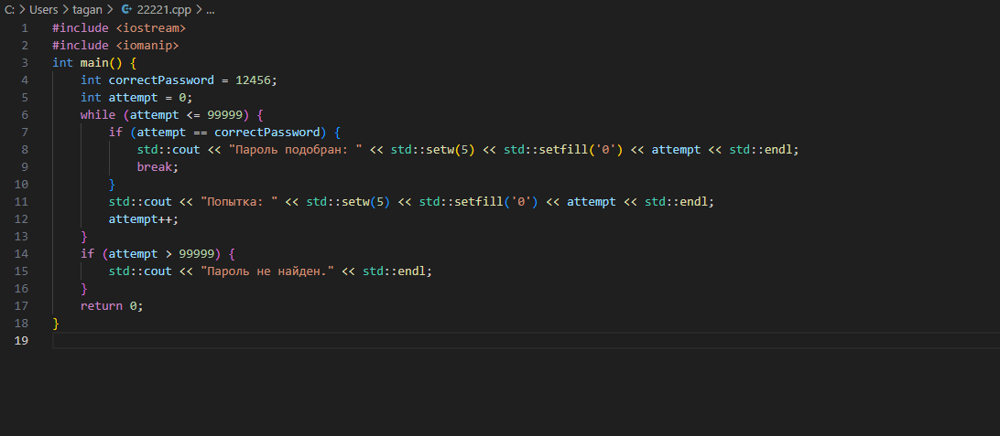 C: > Users > tagan > 22221.cpp > ...
1 #include <iostream>
2 #include <iomanip>
3 int main() {
4     int correctPassword = 12456;
5     int attempt = 0;
6     while (attempt <= 99999) {
7         if (attempt == correctPassword) {
8             std::cout << "Пароль подобран: " << std::setw(5) << std::setfill('0') << attempt << std::endl;
9             break;
10         }
11         std::cout << "Попытка: " << std::setw(5) << std::setfill('0') << attempt << std::endl;
12         attempt++;
13     }
14     if (attempt > 99999) {
15         std::cout << "Пароль не найден." << std::endl;
16     }
17     return 0;
18 }
19